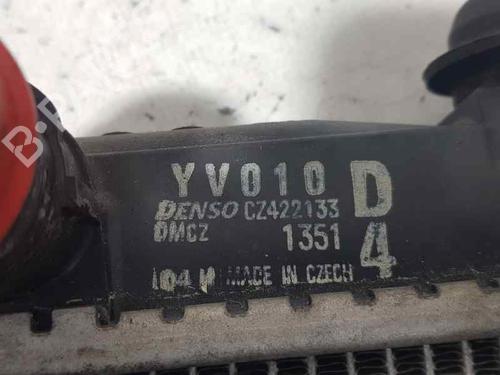 YV010 D
DENSO CZ422133
DMCZ 1351 4
MADE IN CZECH